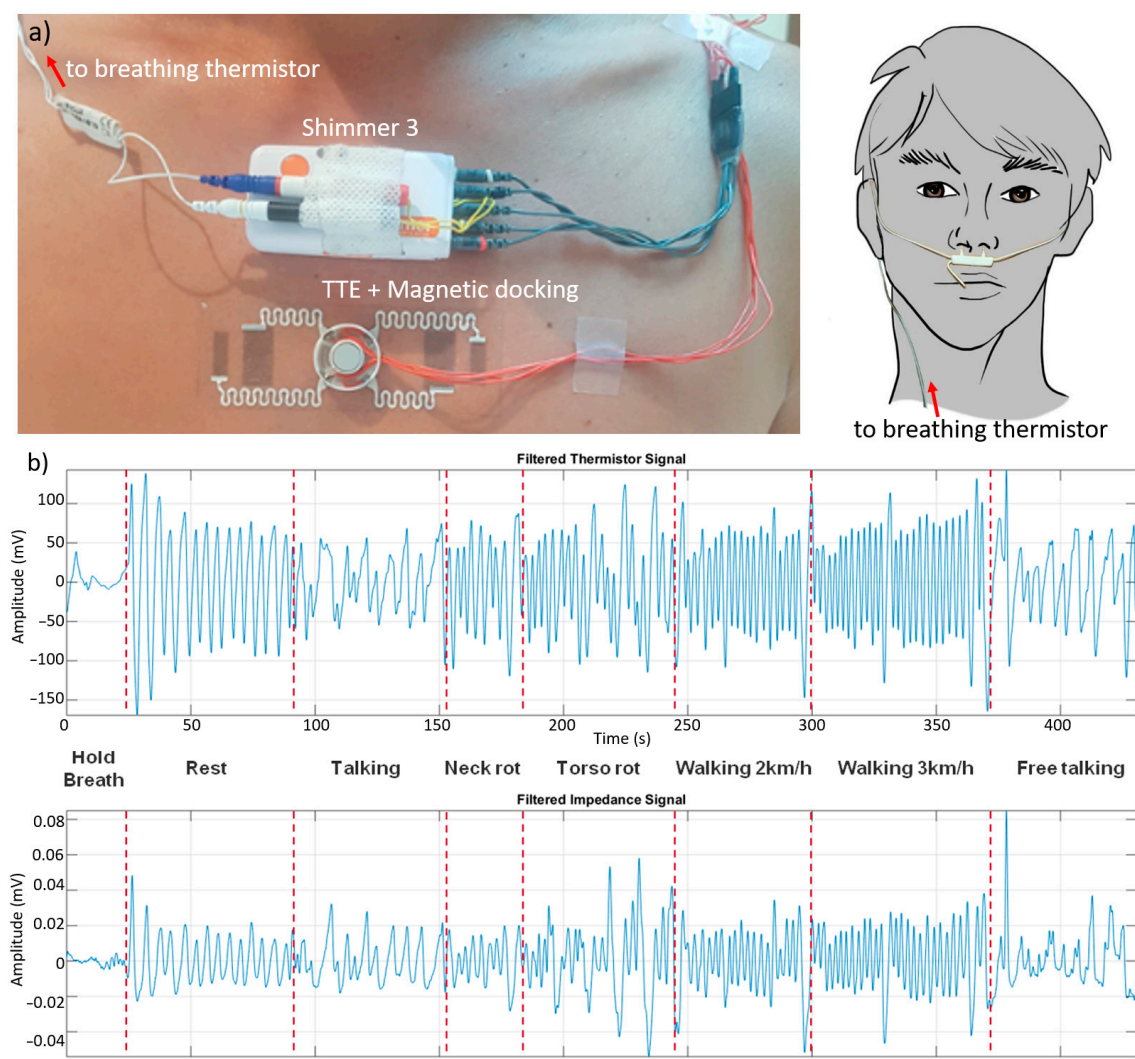 a)
to breathing thermistor
Shimmer 3
TTE + Magnetic docking
to breathing thermistor
b)
Filtered Thermistor Signal
Amplitude (mV)
100
50
0
−50
−100
−150
0 50 100 150 200 250 300 350 400
Time (s)
Hold Breath
Rest
Talking
Neck rot
Torso rot
Walking 2km/h
Walking 3km/h
Free talking
Filtered Impedance Signal
Amplitude (mV)
0.08
0.06
0.04
0.02
0
−0.02
−0.04